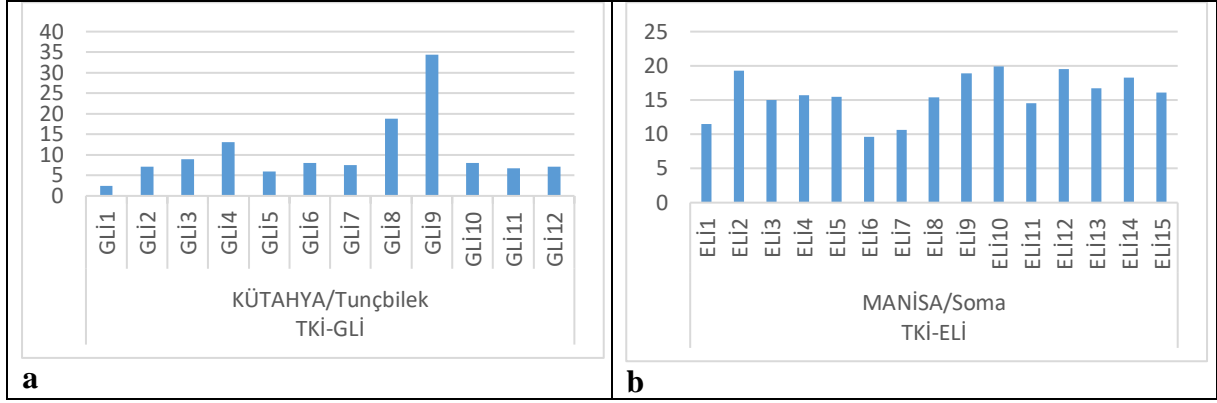 40
35
30
25
20
15
10
5
0
GLİ1
GLİ2
GLİ3
GLİ4
GLİ5
GLİ6
GLİ7
GLİ8
GLİ9
GLİ10
GLİ11
GLİ12
KÜTAHYA/Tunçbilek
TKİ-GLİ
a
25
20
15
10
5
0
ELİ1
ELİ2
ELİ3
ELİ4
ELİ5
ELİ6
ELİ7
ELİ8
ELİ9
ELİ10
ELİ11
ELİ12
ELİ13
ELİ14
ELİ15
MANİSA/Soma
TKİ-ELİ
b